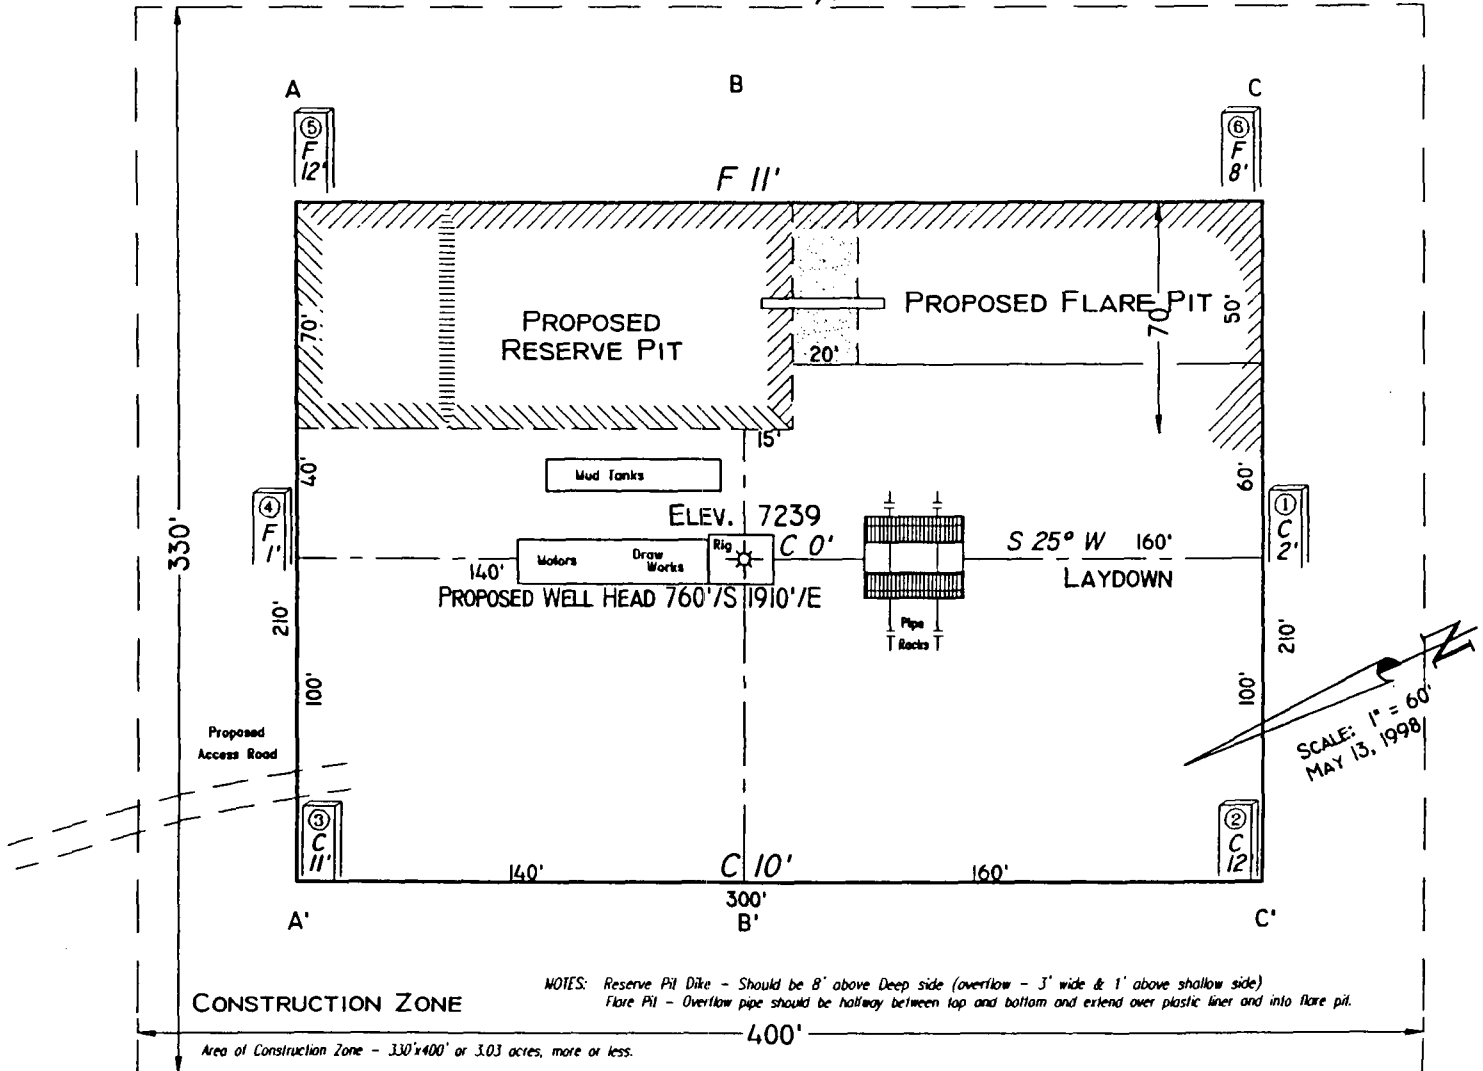 A
B
C
⑤
F
12'
⑥
F
8'
F 11'
PROPOSED
RESERVE PIT
PROPOSED FLARE PIT
70'
50'
70'
20'
15'
40'
60'
Mud Tanks
④
F
1'
①
C
2'
ELEV. 7239
Rig
C 0'
Motors
Draw
Works
140'
S 25° W 160'
LAYDOWN
PROPOSED WELL HEAD 760'/S 1910'/E
Pipe
Racks
330'
210'
210'
100'
100'
N
SCALE: 1" = 60'
MAY 13, 1998
Proposed
Access Road
③
C
11'
②
C
12'
140'
C 10'
160'
300'
A'
B'
C'
NOTES: Reserve Pit Dike - Should be 8' above Deep side (overflow - 3' wide & 1' above shallow side)
Flare Pit - Overflow pipe should be halfway between top and bottom and extend over plastic liner and into flare pit.
CONSTRUCTION ZONE
400'
Area of Construction Zone - 330'x400' or 3.03 acres, more or less.